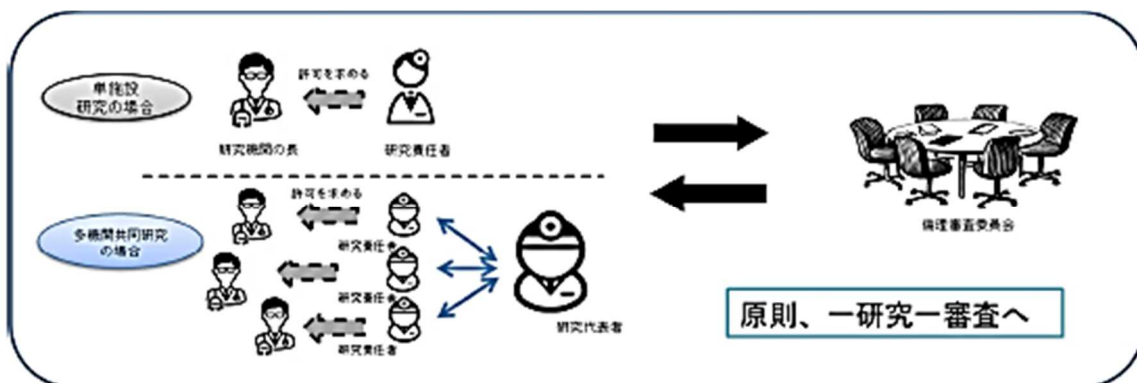 単施設
研究の場合
許可を求める
研究機関の長
研究責任者
多機関共同研究
の場合
許可を求める
研究責任者
研究責任者
研究責任者
研究代表者
倫理審査委員会
原則、一研究一審査へ